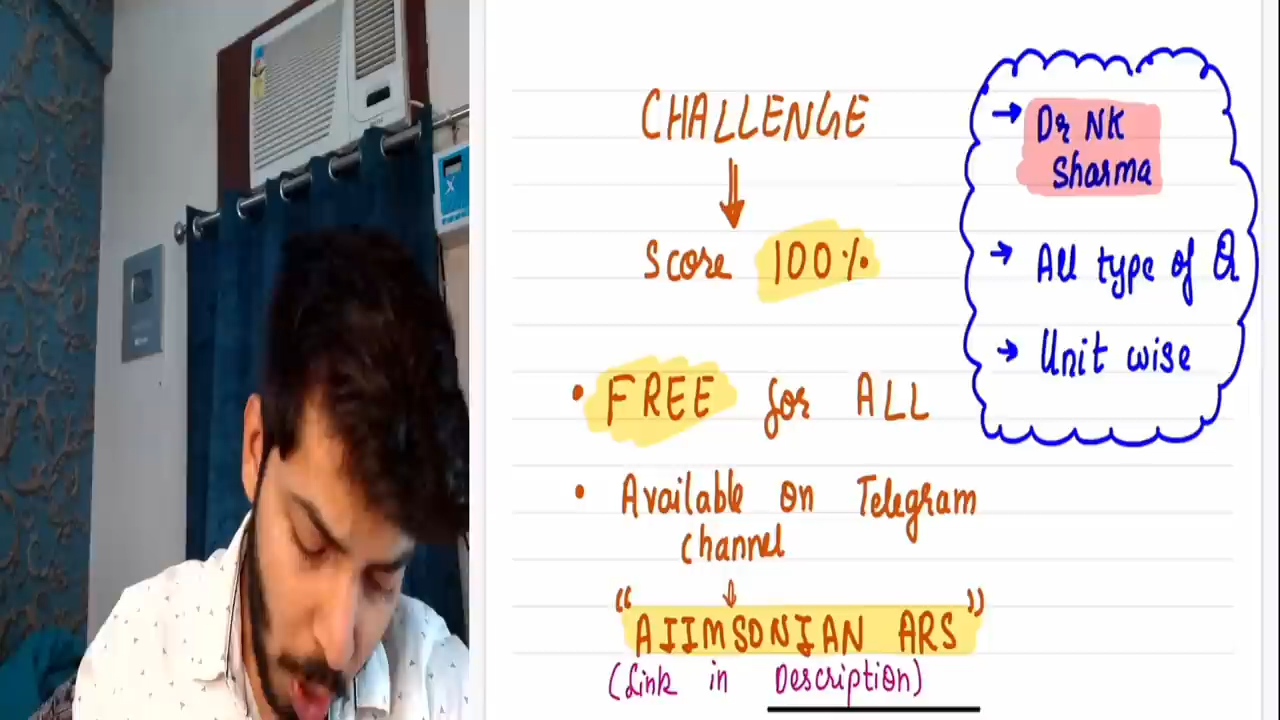 CHALLENGE
Score 100%
• FREE for ALL
• Available on Telegram
channel
"AIIMSONIAN ARS"
(Link in Description)
→ Dr NK
Sharma
→ All type of Q
→ Unit wise